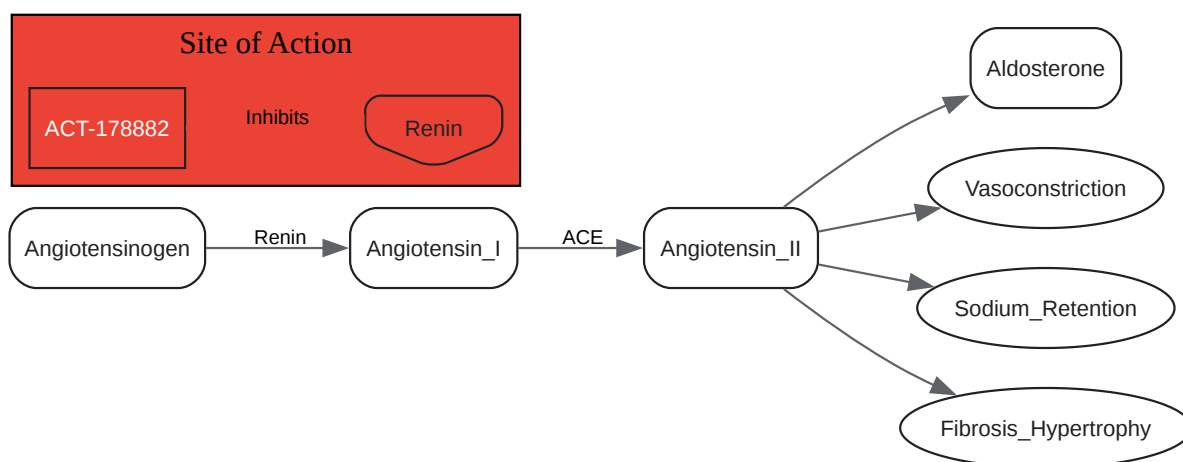 Site of Action
ACT-178882
Inhibits
Renin
Aldosterone
Vasoconstriction
Angiotensinogen
Renin
Angiotensin_I
ACE
Angiotensin_II
Sodium_Retention
Fibrosis_Hypertrophy